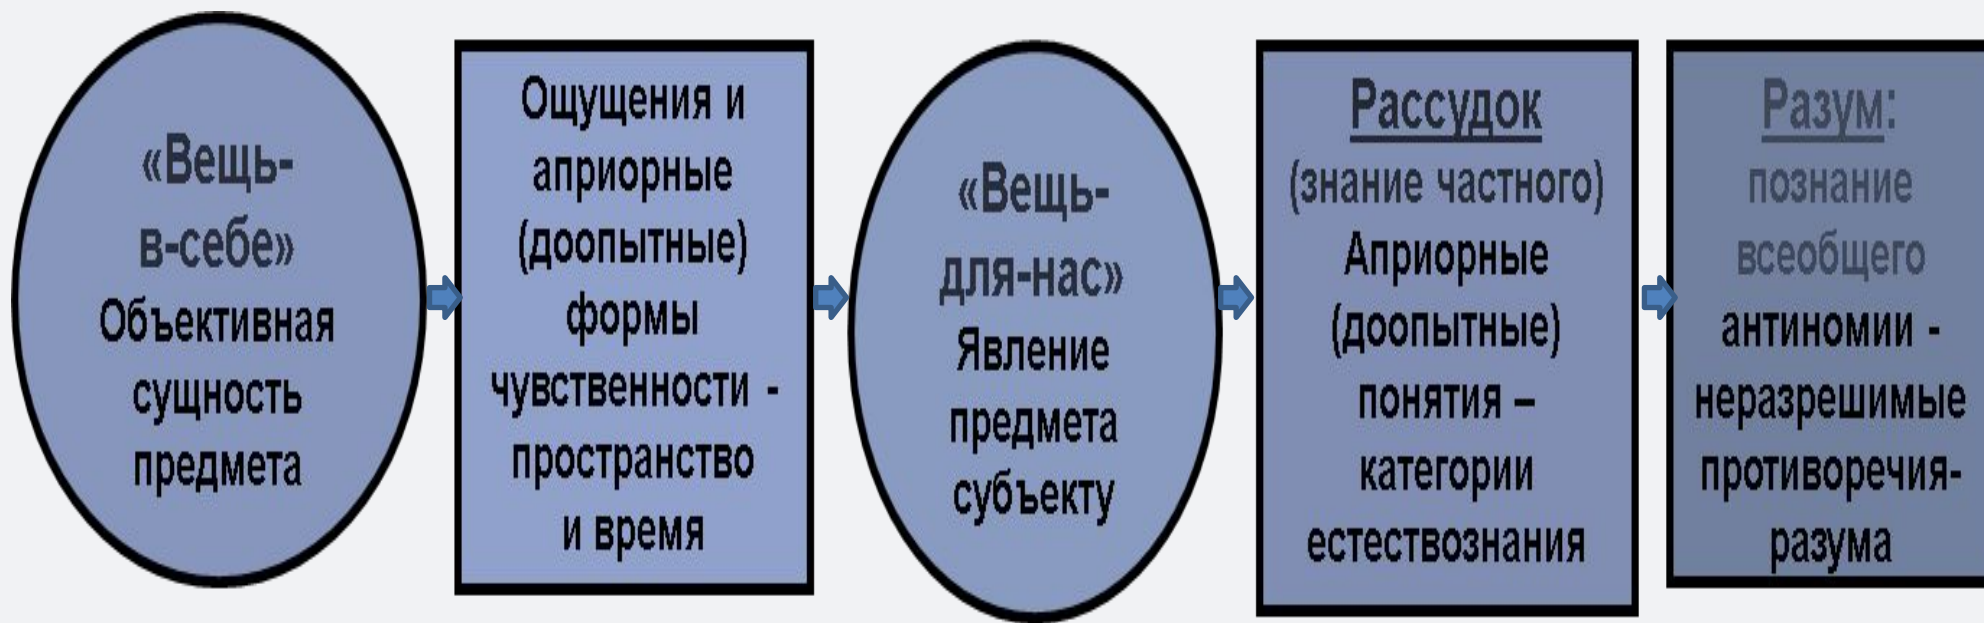 «Вещь-
в-себе»
Объективная
сущность
предмета
Ощущения и
априорные
(доопытные)
формы
чувственности -
пространство
и время
«Вещь-
для-нас»
Явление
предмета
субъекту
Рассудок
(знание частного)
Априорные
(доопытные)
понятия –
категории
естествознания
Разум:
познание
всеобщего
антиномии -
неразрешимые
противоречия-
разума